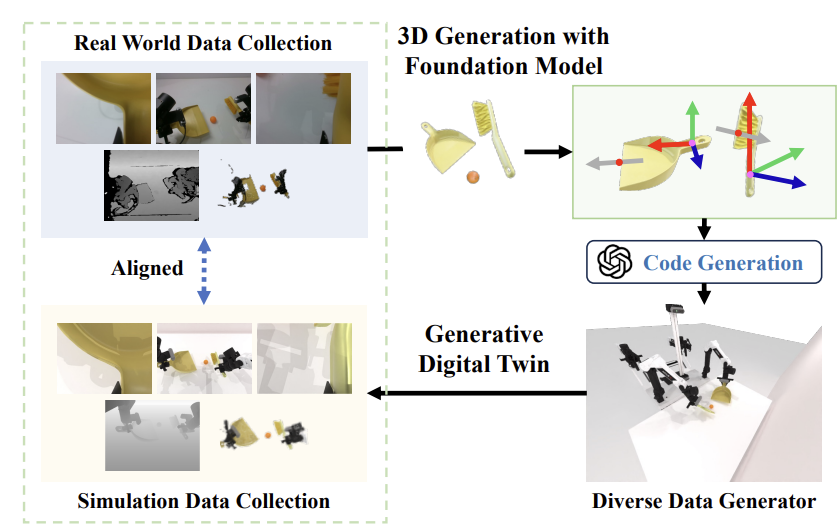 Real World Data Collection
3D Generation with
Foundation Model
Aligned
Code Generation
Generative
Digital Twin
Simulation Data Collection
Diverse Data Generator